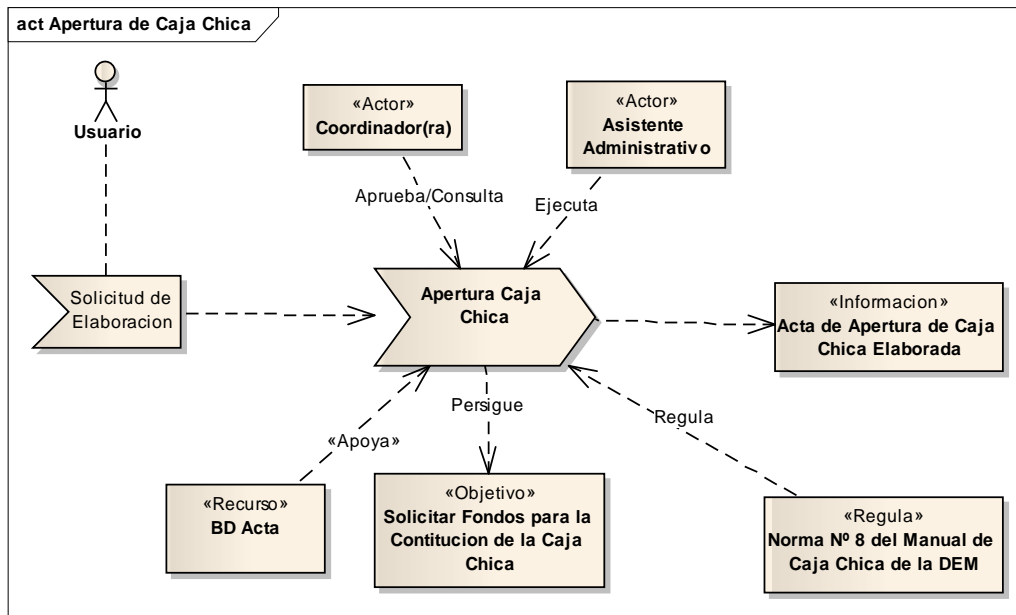 act Apertura de Caja Chica
Usuario
«Actor»
Coordinador(ra)
«Actor»
Asistente
Administrativo
Aprueba/Consulta
Ejecuta
Solicitud de
Elaboracion
Apertura Caja
Chica
«Informacion»
Acta de Apertura de Caja
Chica Elaborada
Persigue
Regula
«Apoya»
«Recurso»
BD Acta
«Objetivo»
Solicitar Fondos para la
Contitucion de la Caja
Chica
«Regula»
Norma Nº 8 del Manual de
Caja Chica de la DEM